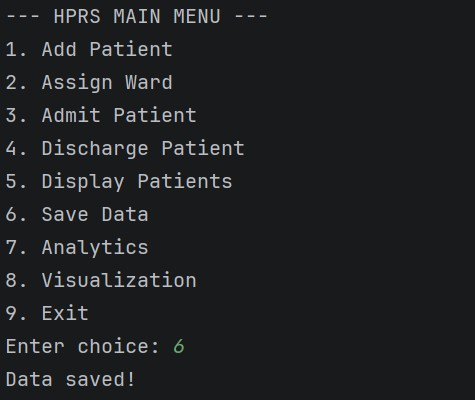 --- HPRS MAIN MENU ---
1. Add Patient
2. Assign Ward
3. Admit Patient
4. Discharge Patient
5. Display Patients
6. Save Data
7. Analytics
8. Visualization
9. Exit
Enter choice: 6
Data saved!